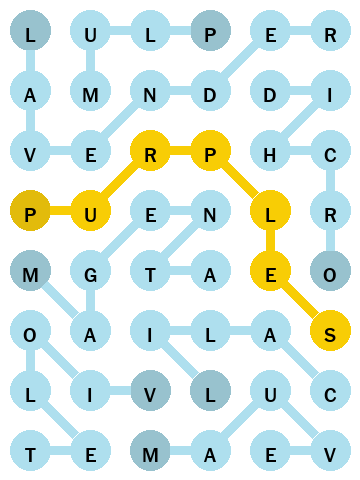 L U L P E R
A M N D D I
V E R P H C
P U E N L R
M G T A E O
O A I L A S
L I V L U C
T E M A E V